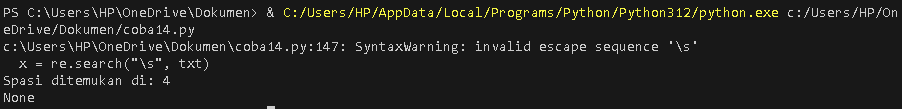 PS C:\Users\HP\OneDrive\Dokumen> & C:/Users/HP/AppData/Local/Programs/Python/Python312/python.exe c:/Users/HP/On
eDrive/Dokumen/coba14.py
c:\Users\HP\OneDrive\Dokumen\coba14.py:147: SyntaxWarning: invalid escape sequence '\s'
  x = re.search("\s", txt)
Spasi ditemukan di: 4
None